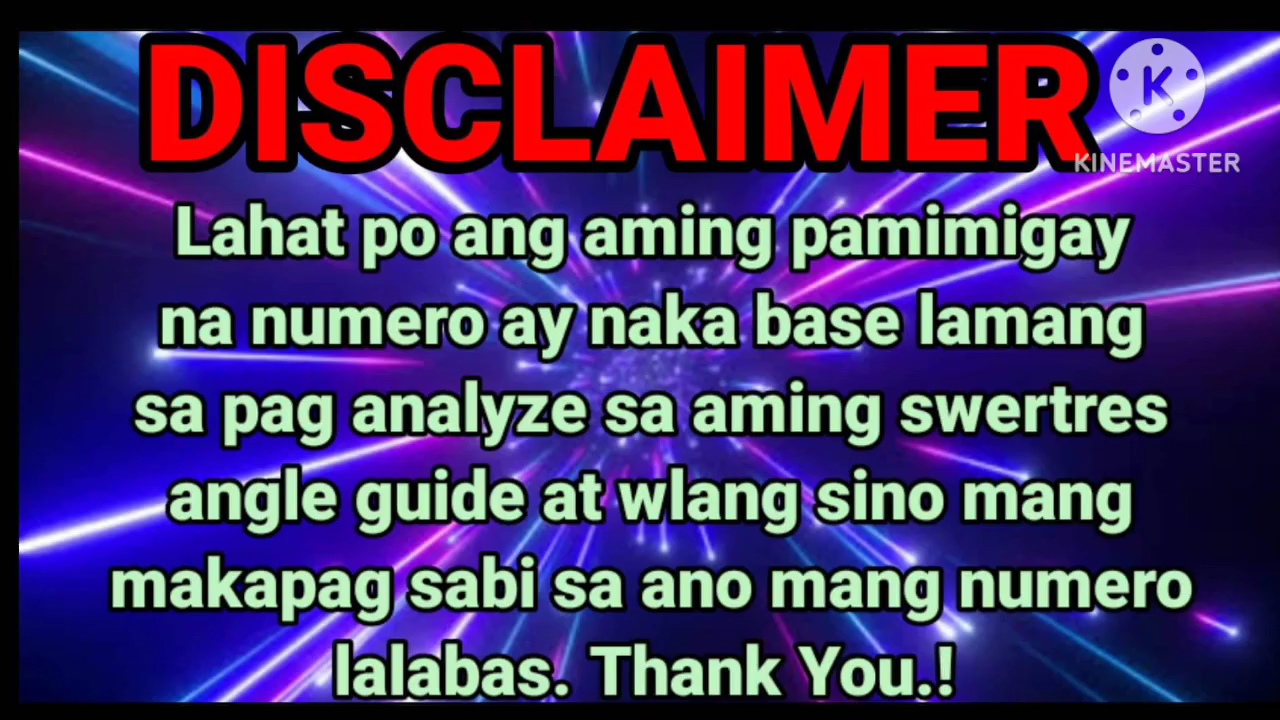 DISCLAIMER
K
KINEMASTER
Lahat po ang aming pamimigay
na numero ay naka base lamang
sa pag analyze sa aming swertres
angle guide at wlang sino mang
makapag sabi sa ano mang numero
lalabas. Thank You.!